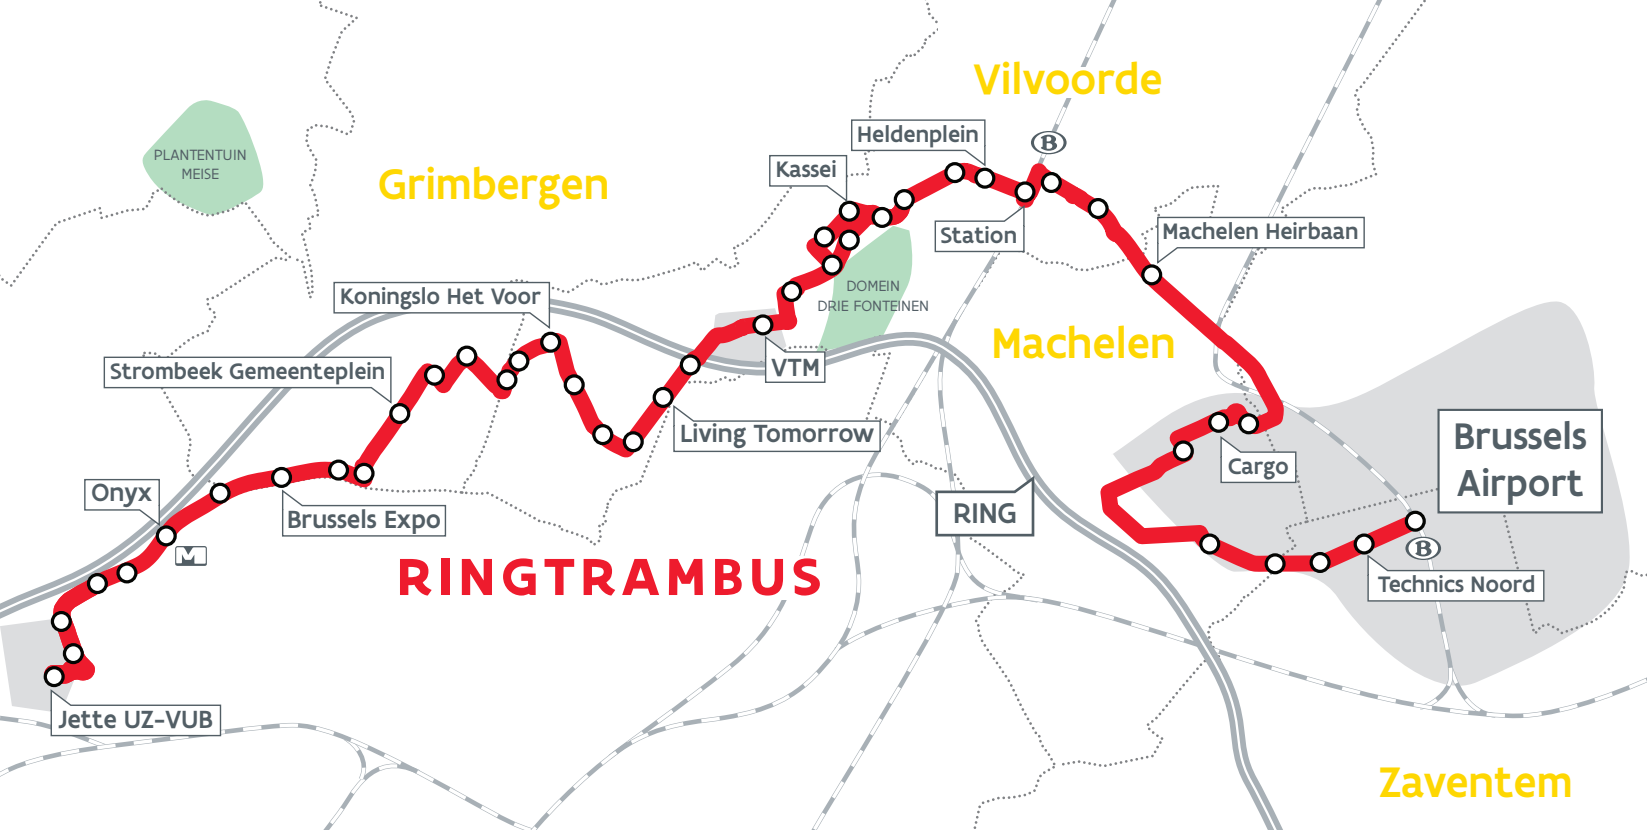 Vilvoorde
Heldenplein
B
PLANTENTUIN
MEISE
Kassei
Grimbergen
Station
Machelen Heirbaan
Koningslo Het Voor
DOMEIN
DRIE FONTEINEN
Machelen
Strombeek Gemeenteplein
VTM
Living Tomorrow
Brussels
Airport
Cargo
Onyx
Brussels Expo
RING
M
B
RINGTRAMBUS
Technics Noord
Jette UZ-VUB
Zaventem